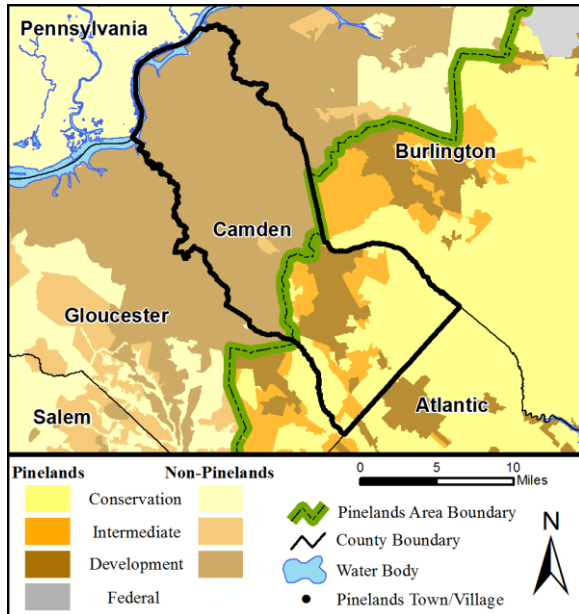 Pennsylvania
Burlington
Camden
Gloucester
Salem
Atlantic
Pinelands Non-Pinelands
Conservation
Intermediate
Development
Federal
0 5 10
Miles
Pinelands Area Boundary
County Boundary
Water Body
Pinelands Town/Village
N